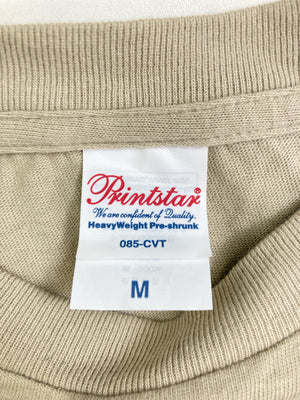 Printstar®
We are confident of Quality.
HeavyWeight Pre-shrunk
085-CVT
M